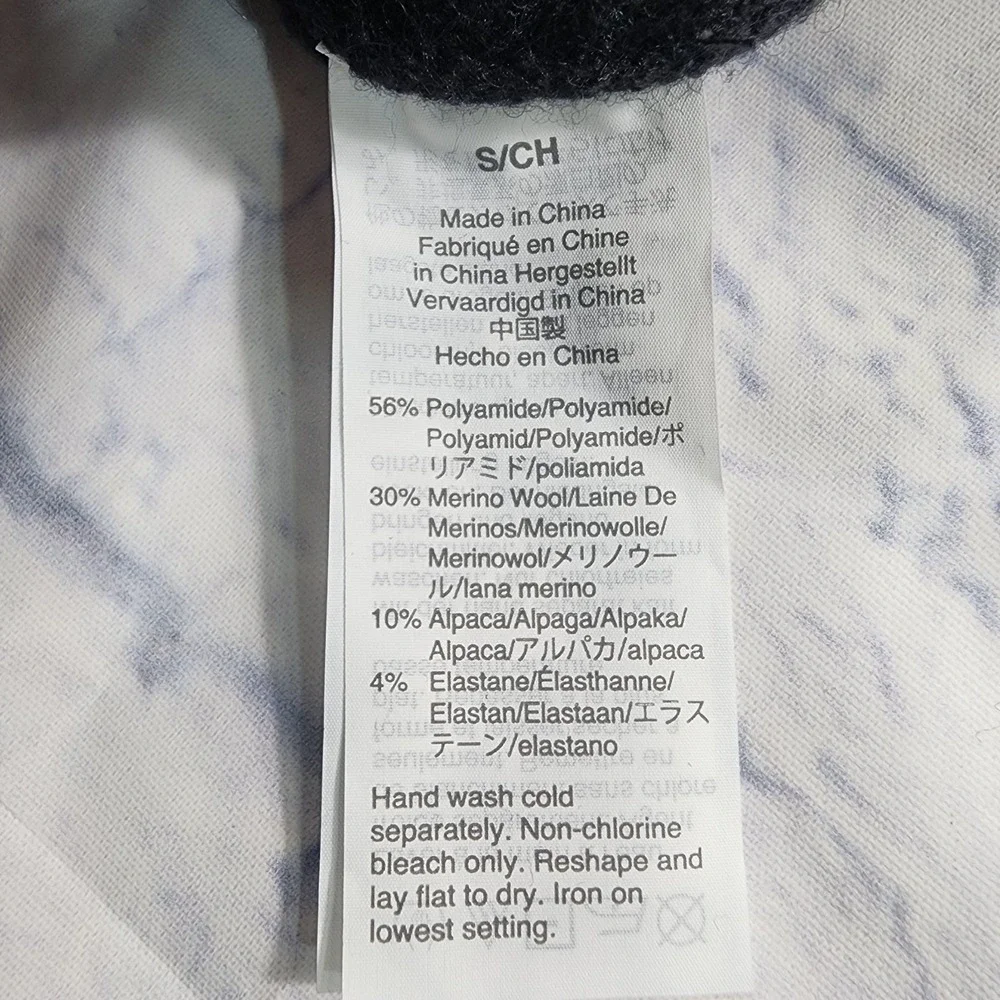 S/CH
Made in China
Fabriqué en Chine
in China Hergestellt
Vervaardigd in China
中国製
Hecho en China
56% Polyamide/Polyamide/
Polyamid/Polyamide/ポ
リアミド/poliamida
30% Merino Wool/Laine De
Merinos/Merinowolle/
Merinowol/メリノウー
ル/lana merino
10% Alpaca/Alpaga/Alpaka/
Alpaca/アルパカ/alpaca
4% Elastane/Élasthanne/
Elastan/Elastaan/エラス
テーン/elastano
Hand wash cold
separately. Non-chlorine
bleach only. Reshape and
lay flat to dry. Iron on
lowest setting.